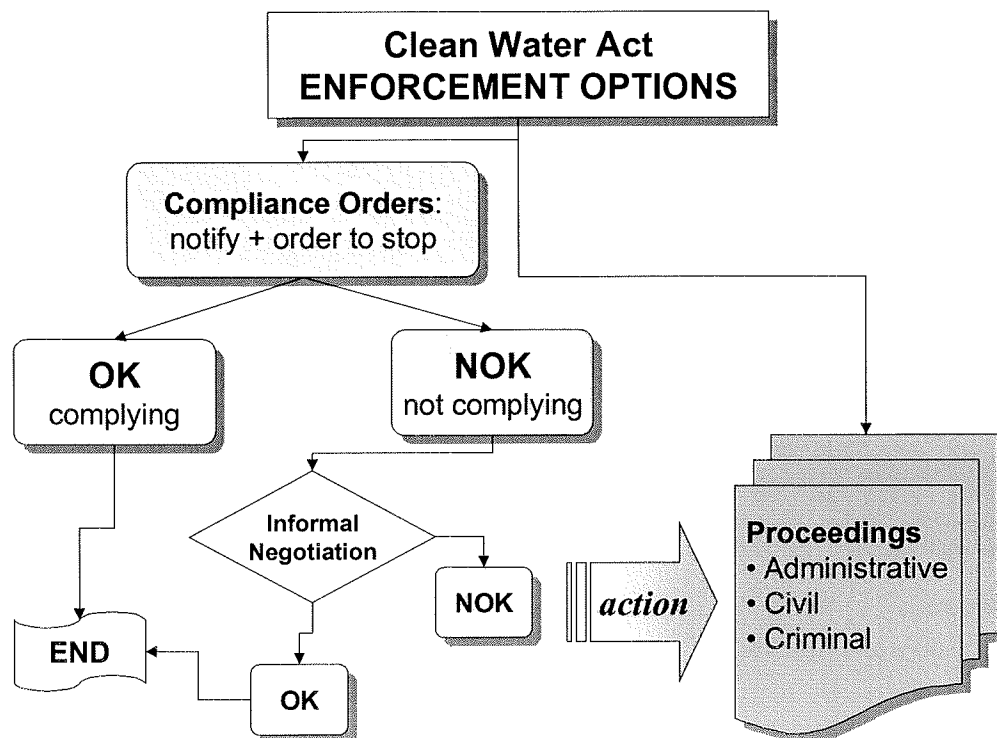 Clean Water Act
ENFORCEMENT OPTIONS
Compliance Orders:
notify + order to stop
OK
complying
NOK
not complying
Informal
Negotiation
NOK
OK
END
action
Proceedings
• Administrative
• Civil
• Criminal